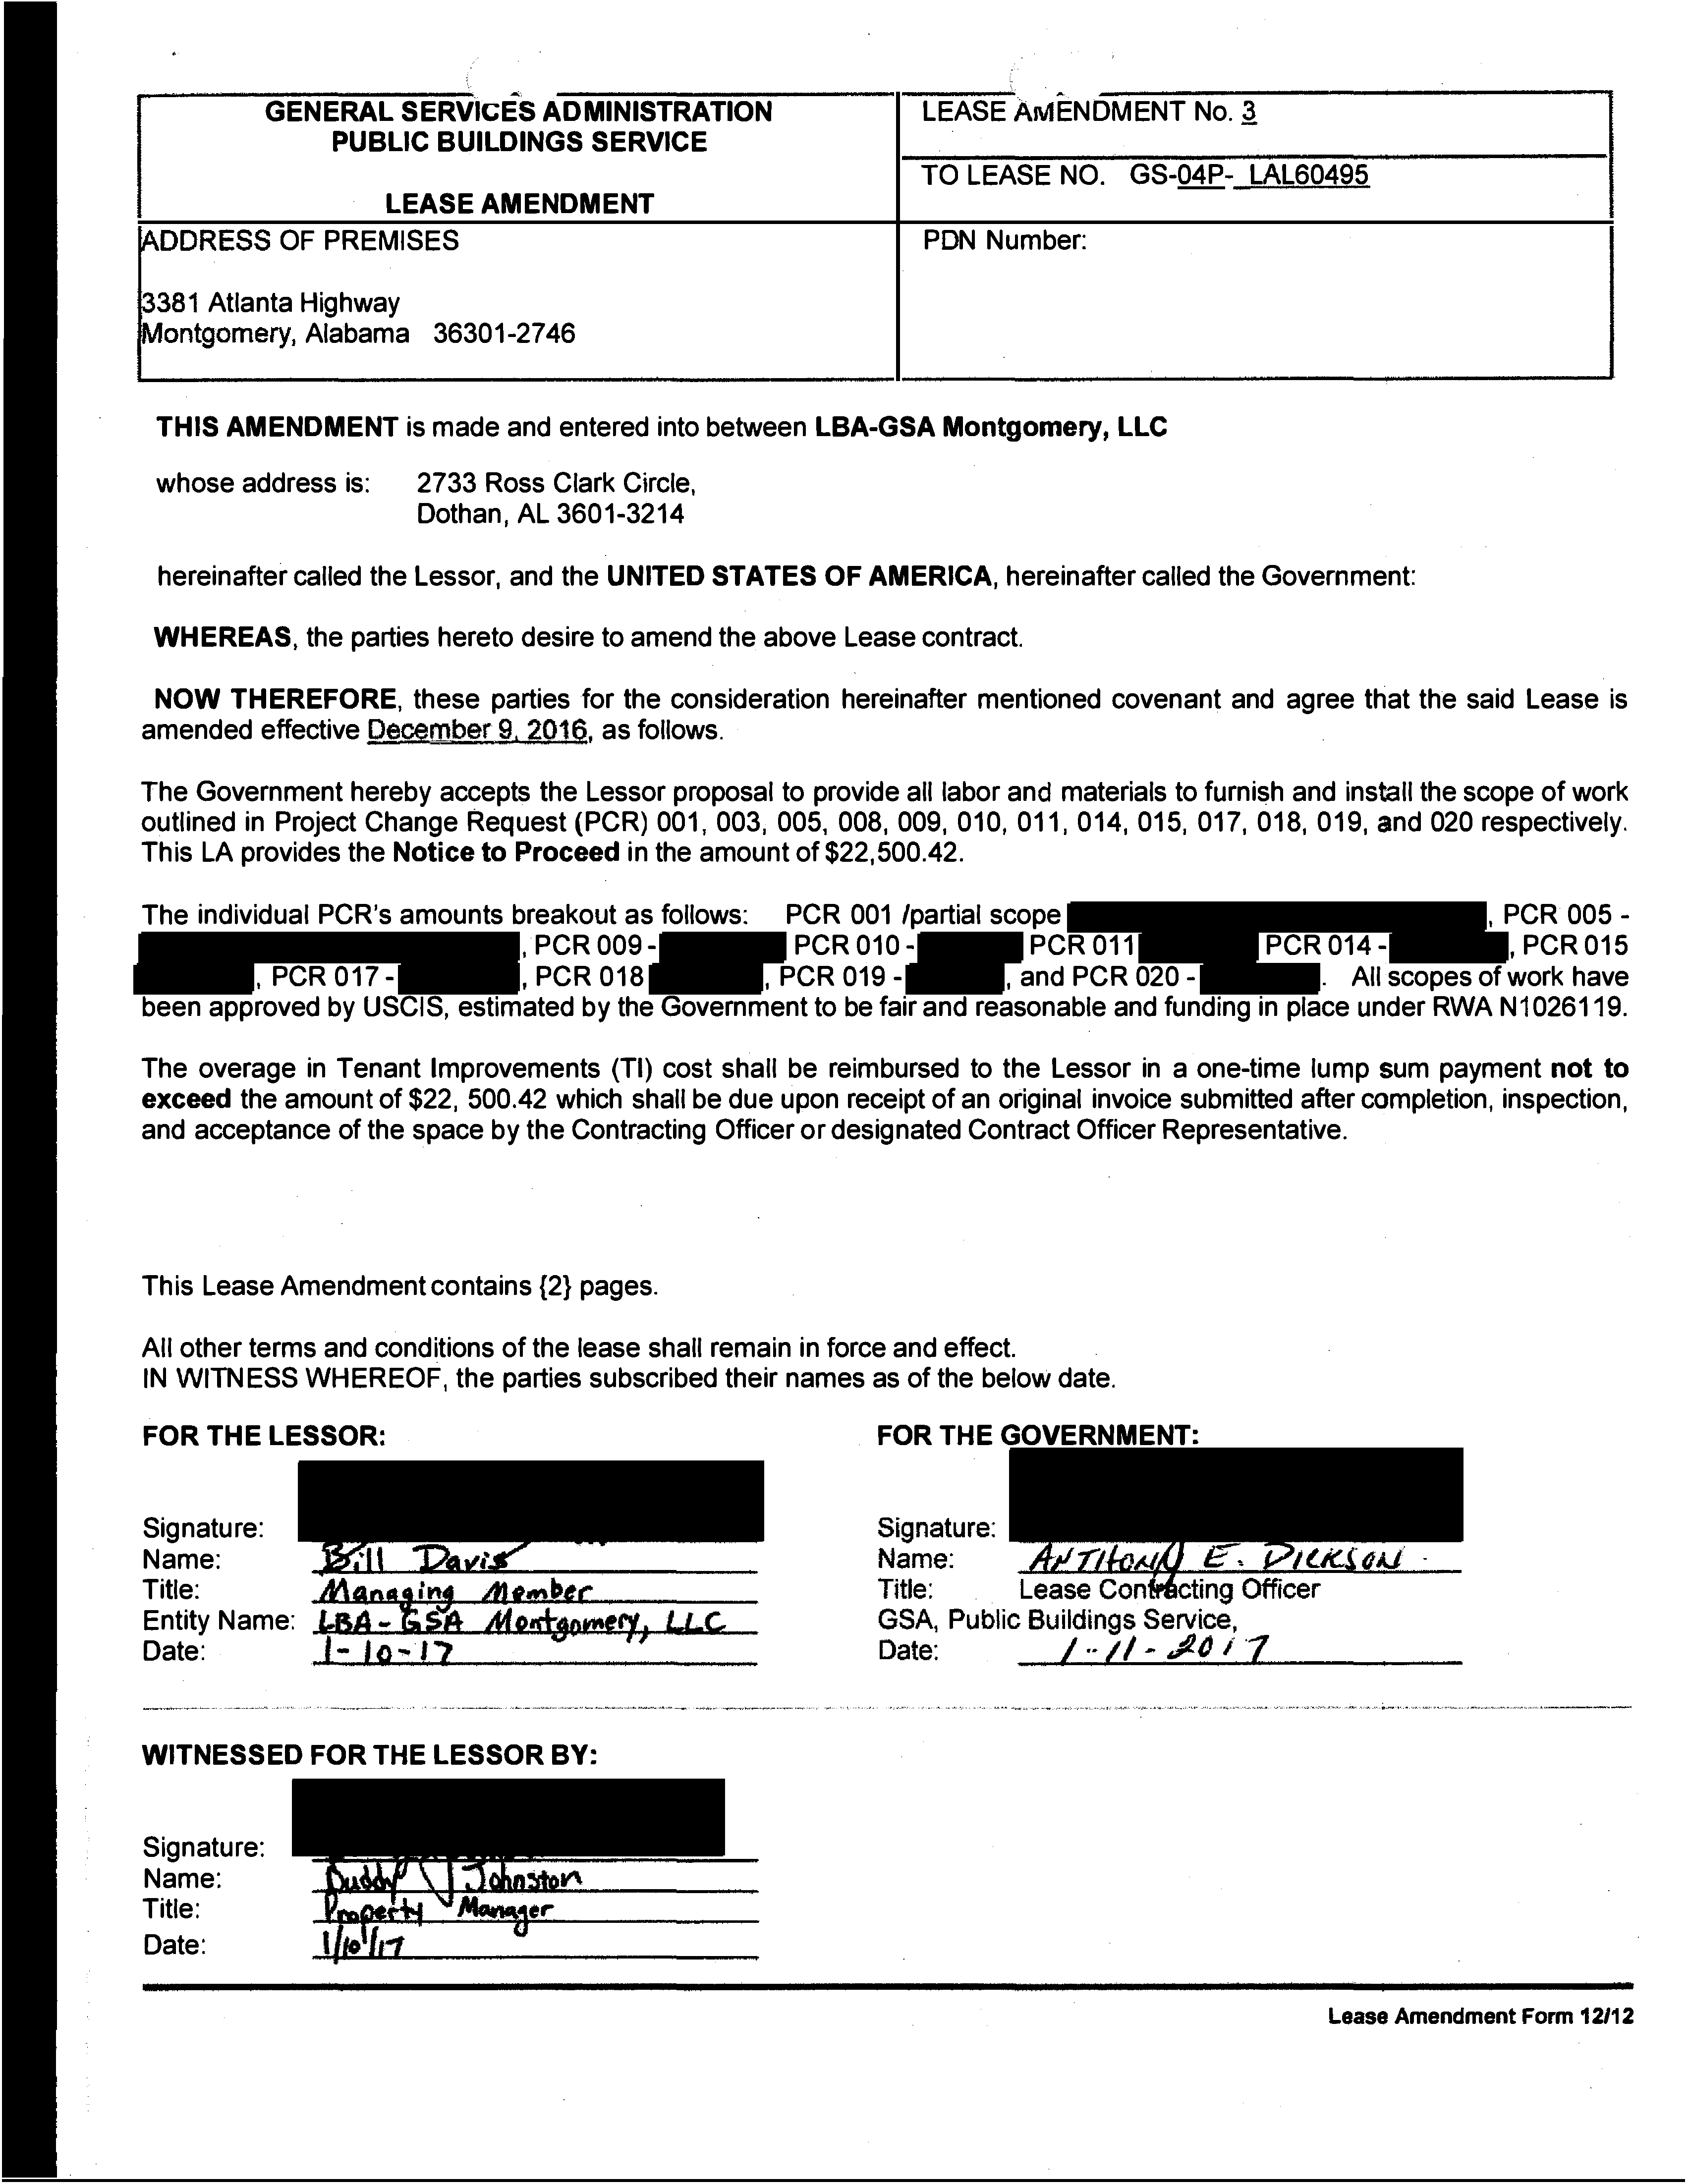 GENERAL SERVICES ADMINISTRATION
PUBLIC BUILDINGS SERVICE
LEASE AMENDMENT
LEASE AMENDMENT No. 3
TO LEASE NO. GS-04P- LAL60495
ADDRESS OF PREMISES
3381 Atlanta Highway
Montgomery, Alabama 36301-2746
PDN Number:
THIS AMENDMENT is made and entered into between LBA-GSA Montgomery, LLC
whose address is: 2733 Ross Clark Circle,
Dothan, AL 3601-3214
hereinafter called the Lessor, and the UNITED STATES OF AMERICA, hereinafter called the Government:
WHEREAS, the parties hereto desire to amend the above Lease contract.
NOW THEREFORE, these parties for the consideration hereinafter mentioned covenant and agree that the said Lease is
amended effective December 9, 2016, as follows.
The Government hereby accepts the Lessor proposal to provide all labor and materials to furnish and install the scope of work
outlined in Project Change Request (PCR) 001, 003, 005, 008, 009, 010, 011, 014, 015, 017, 018, 019, and 020 respectively.
This LA provides the Notice to Proceed in the amount of $22,500.42.
The individual PCR's amounts breakout as follows: PCR 001 /partial scope , PCR 005 -
, PCR 009 - PCR 010 - PCR 011 PCR 014 - , PCR 015
, PCR 017 - , PCR 018 , PCR 019 - , and PCR 020 - . All scopes of work have
been approved by USCIS, estimated by the Government to be fair and reasonable and funding in place under RWA N1026119.
The overage in Tenant Improvements (TI) cost shall be reimbursed to the Lessor in a one-time lump sum payment not to
exceed the amount of $22, 500.42 which shall be due upon receipt of an original invoice submitted after completion, inspection,
and acceptance of the space by the Contracting Officer or designated Contract Officer Representative.
This Lease Amendment contains {2} pages.
All other terms and conditions of the lease shall remain in force and effect.
IN WITNESS WHEREOF, the parties subscribed their names as of the below date.
FOR THE LESSOR:
Signature:
Name: Bill Davis
Title: Managing Member
Entity Name: LBA-GSA Montgomery, LLC
Date: 1-10-17
FOR THE GOVERNMENT:
Signature:
Name: ANTHONY E. DICKSON
Title: Lease Contracting Officer
GSA, Public Buildings Service,
Date: 1-11-2017
WITNESSED FOR THE LESSOR BY:
Signature:
Name: Buddy Johnston
Title: Property Manager
Date: 1/10/17
Lease Amendment Form 12/12